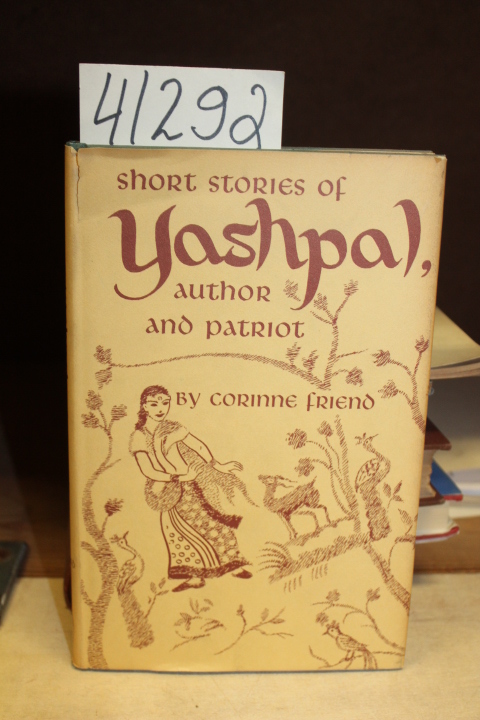 41292
short stories of
Yashpal,
author
and patriot
by corinne friend